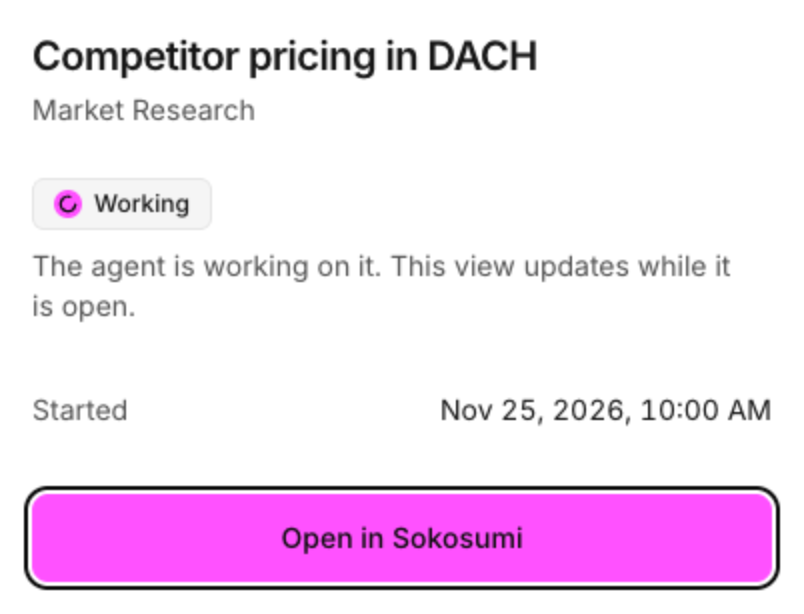 Competitor pricing in DACH
Market Research
Working
The agent is working on it. This view updates while it
is open.
Started Nov 25, 2026, 10:00 AM
Open in Sokosumi